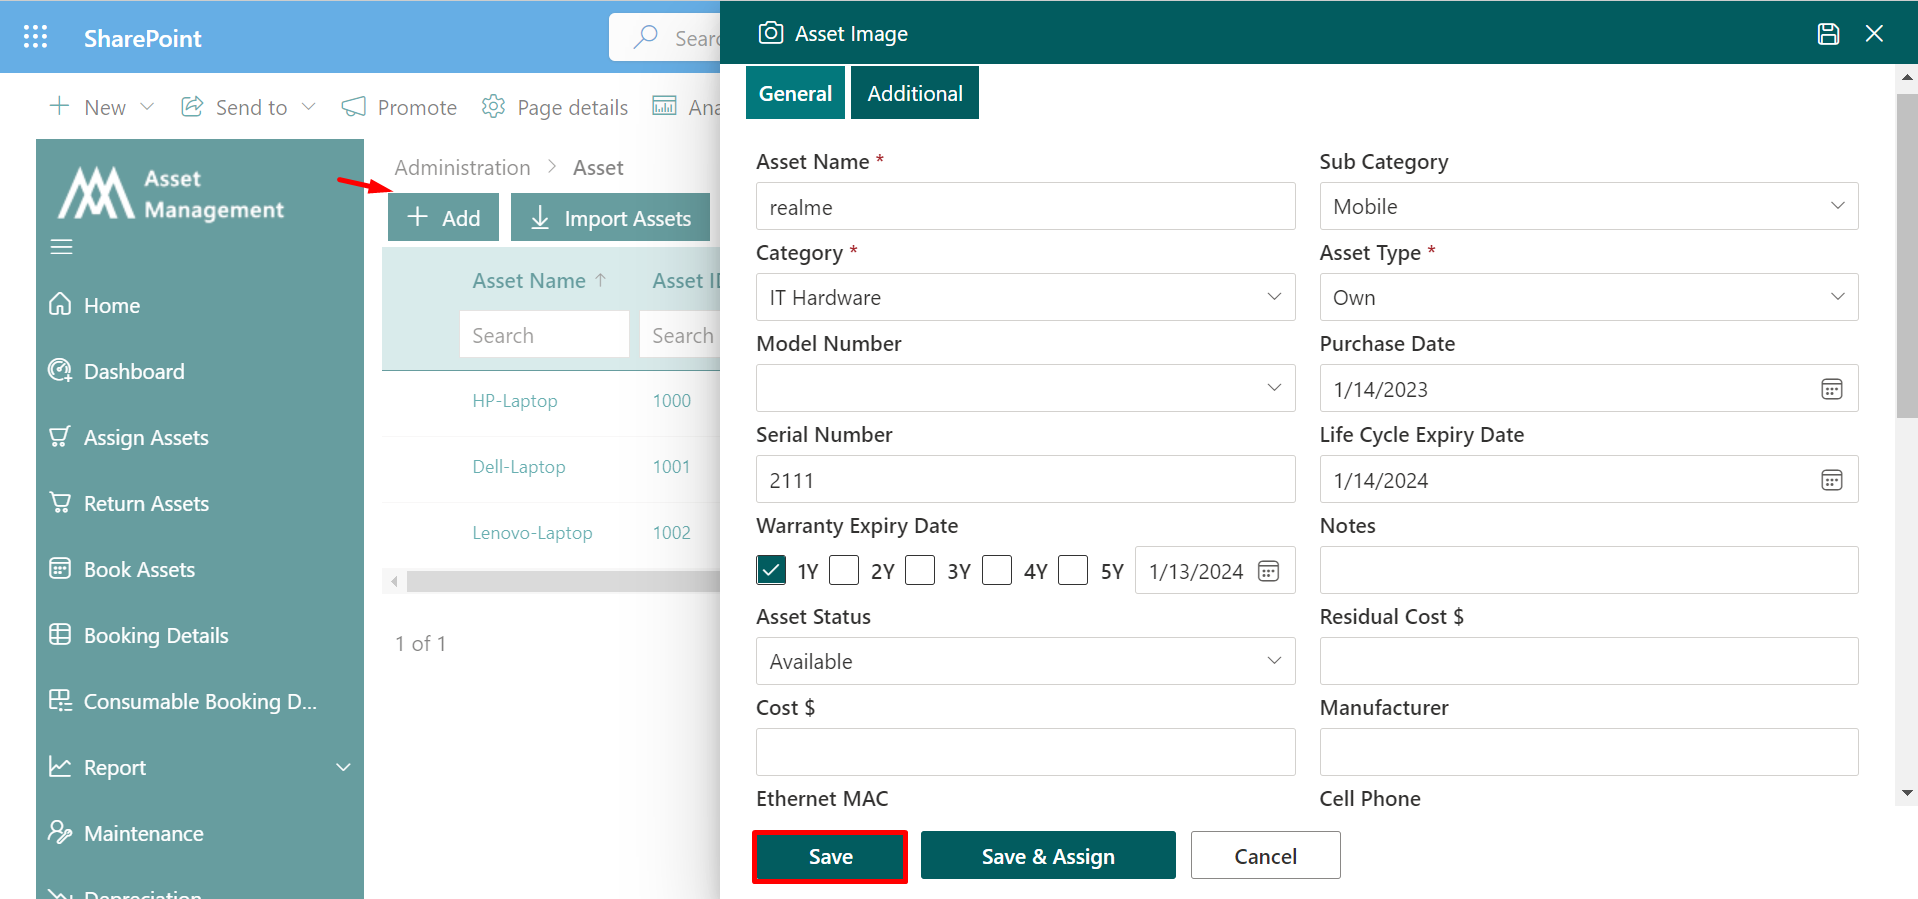 SharePoint
Searc
New
Send to
Promote
Page details
Ana
Asset
Management
Home
Dashboard
Assign Assets
Return Assets
Book Assets
Booking Details
Consumable Booking D...
Report
Maintenance
Depreciation
Administration > Asset
+ Add
Import Assets
Asset Name ↑
Asset ID
Search
Search
HP-Laptop 1000
Dell-Laptop 1001
Lenovo-Laptop 1002
1 of 1
Asset Image
General
Additional
Asset Name *
realme
Sub Category
Mobile
Category *
IT Hardware
Asset Type *
Own
Model Number
Purchase Date
1/14/2023
Serial Number
2111
Life Cycle Expiry Date
1/14/2024
Warranty Expiry Date
1Y 2Y 3Y 4Y 5Y 1/13/2024
Notes
Asset Status
Available
Residual Cost $
Cost $
Manufacturer
Ethernet MAC
Cell Phone
Save
Save & Assign
Cancel